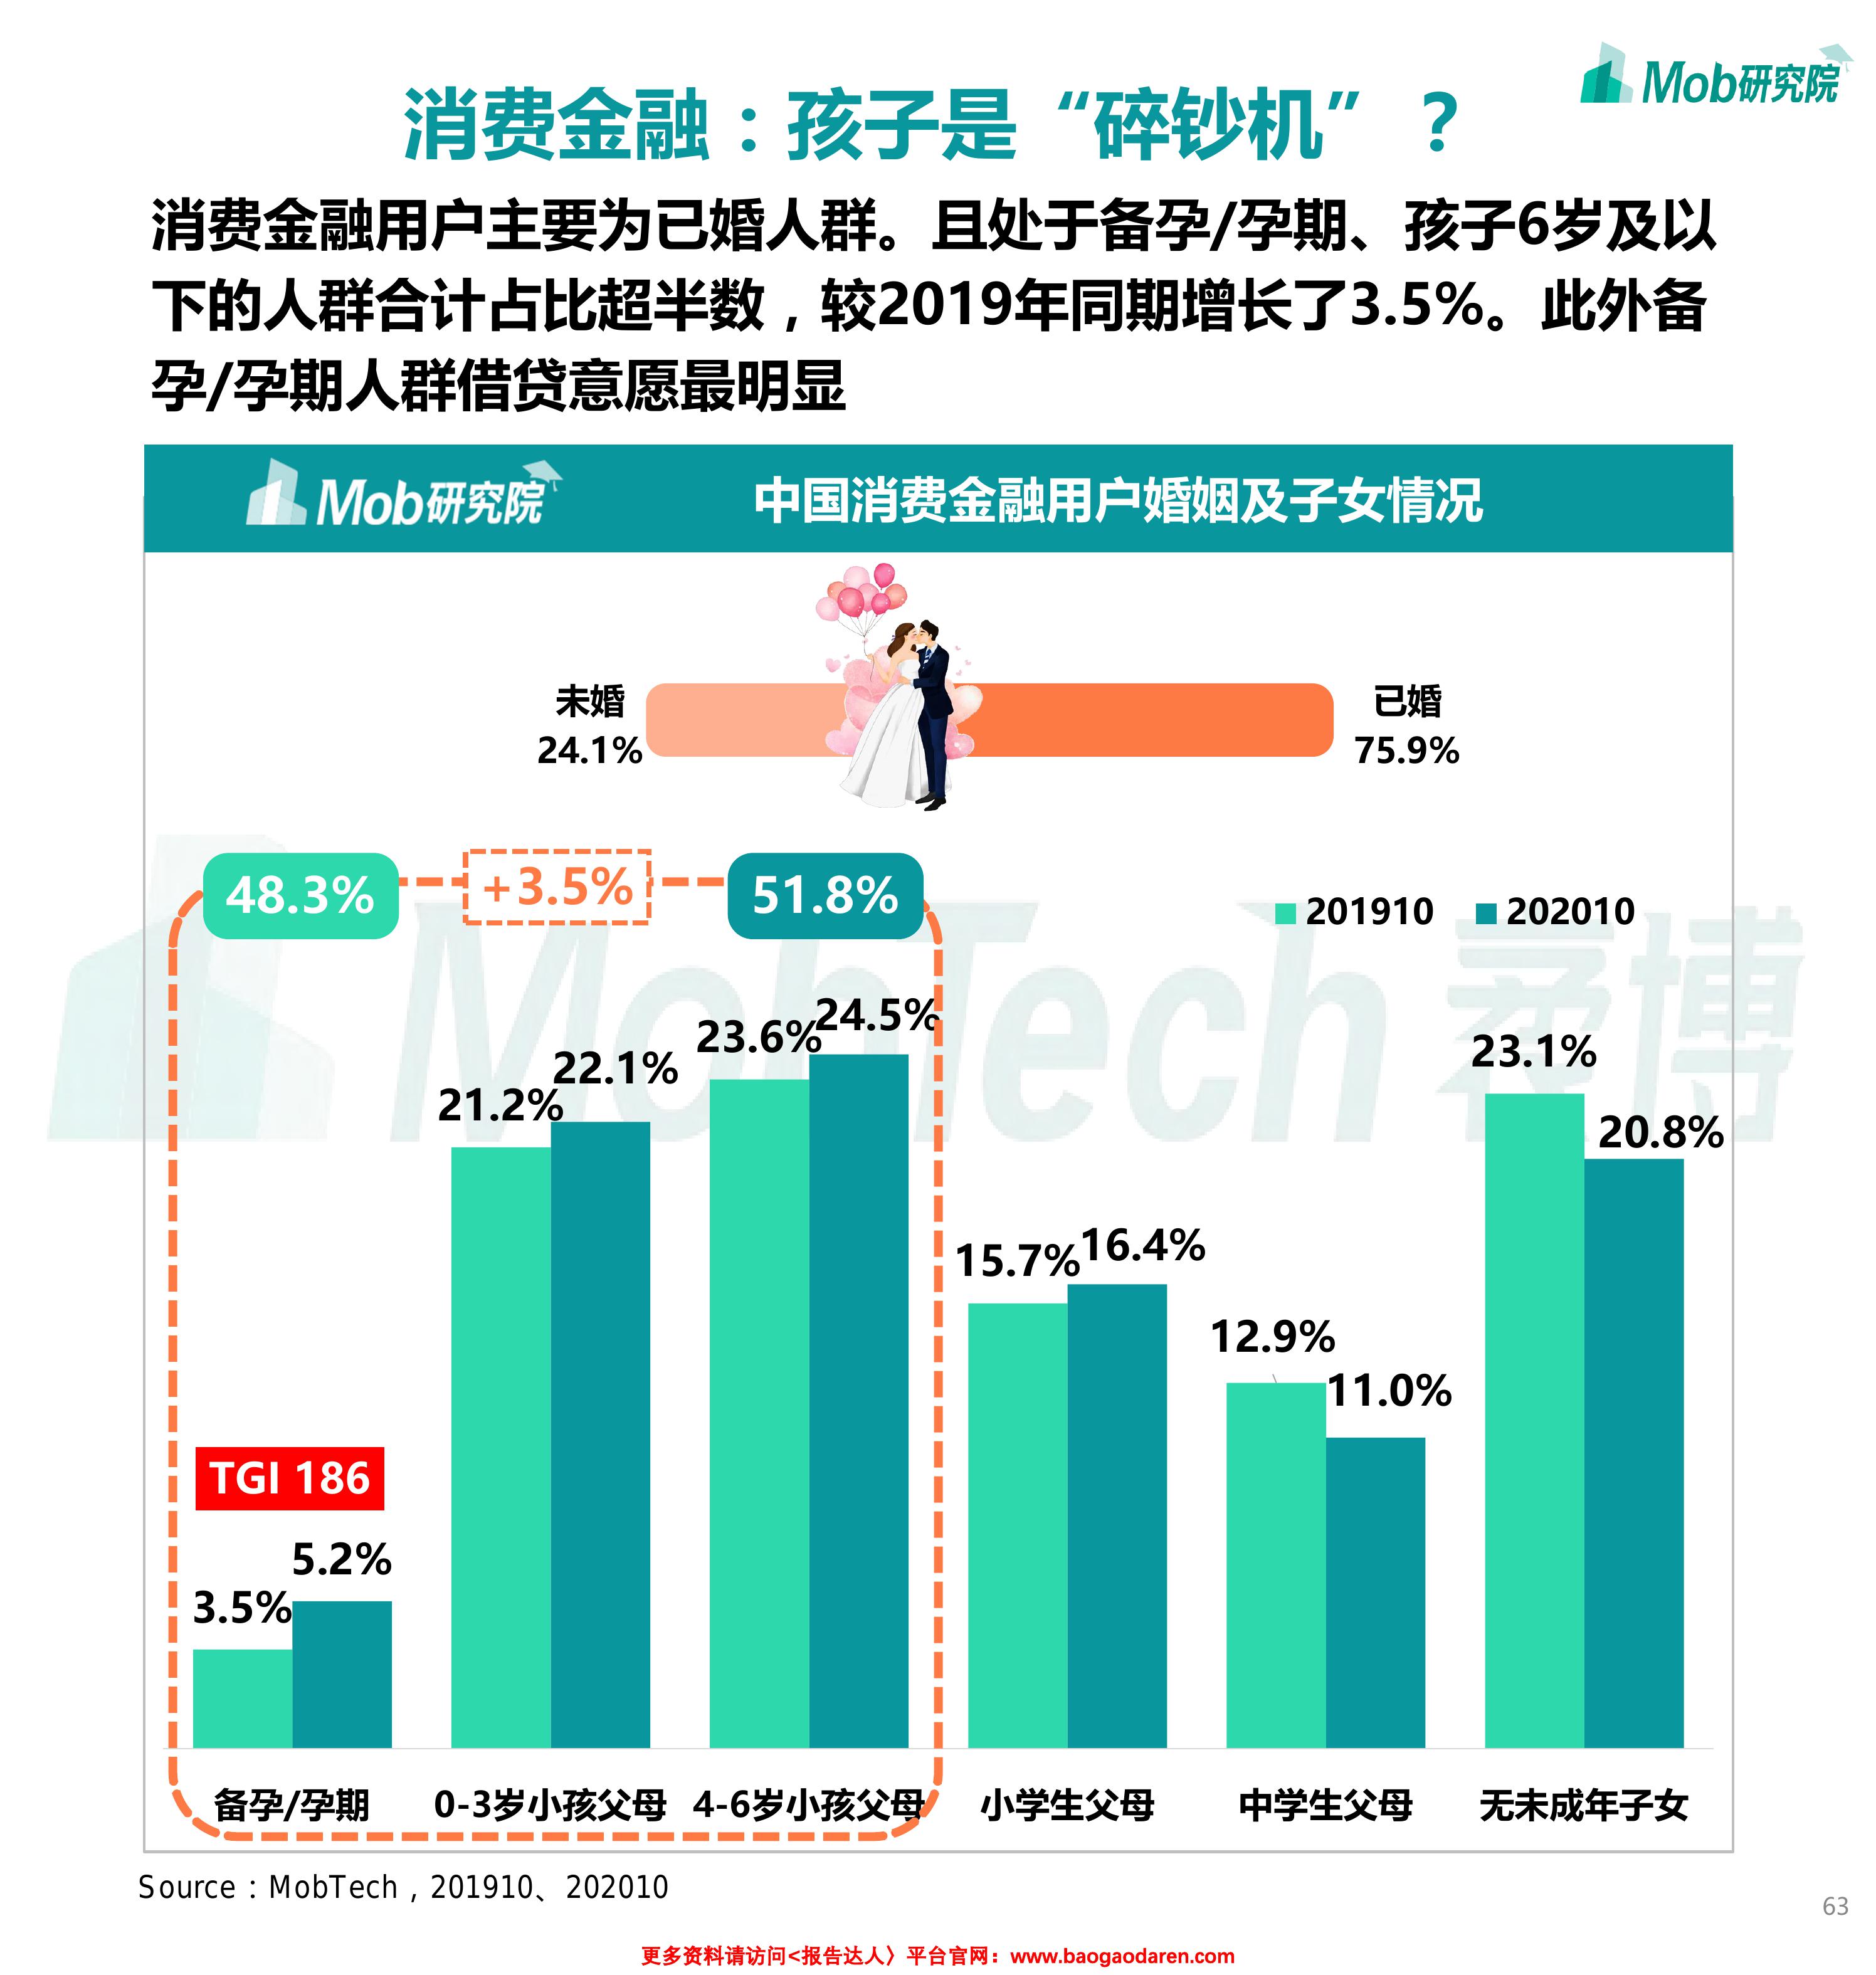 Mob研究院
消费金融：孩子是“碎钞机”？
消费金融用户主要为已婚人群。且处于备孕/孕期、孩子6岁及以
下的人群合计占比超半数，较2019年同期增长了3.5%。此外备
孕/孕期人群借贷意愿最明显
Mob研究院
中国消费金融用户婚姻及子女情况
未婚
24.1%
已婚
75.9%
48.3%
+3.5%
51.8%
201910
202010
MobTech 袤博
3.5%
5.2%
21.2%
22.1%
23.6%
24.5%
15.7%
16.4%
12.9%
11.0%
23.1%
20.8%
TGI 186
备孕/孕期
0-3岁小孩父母
4-6岁小孩父母
小学生父母
中学生父母
无未成年子女
Source：MobTech，201910、202010
63
更多资料请访问<报告达人〉平台官网：www.baogaodaren.com